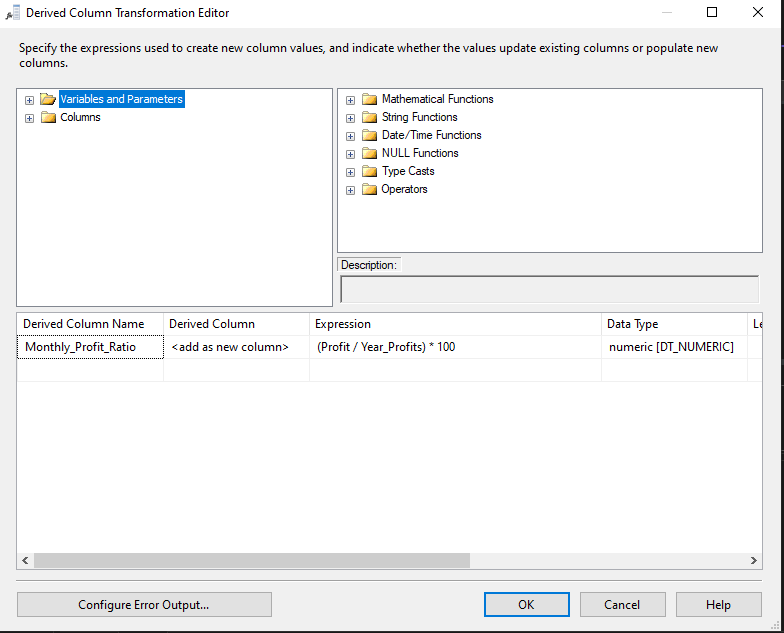 Derived Column Transformation Editor
Specify the expressions used to create new column values, and indicate whether the values update existing columns or populate new
columns.
Variables and Parameters
Columns
Mathematical Functions
String Functions
Date/Time Functions
NULL Functions
Type Casts
Operators
Description:
Derived Column Name Derived Column Expression Data Type Le
Monthly_Profit_Ratio <add as new column> (Profit / Year_Profits) * 100 numeric [DT_NUMERIC]
Configure Error Output... OK Cancel Help